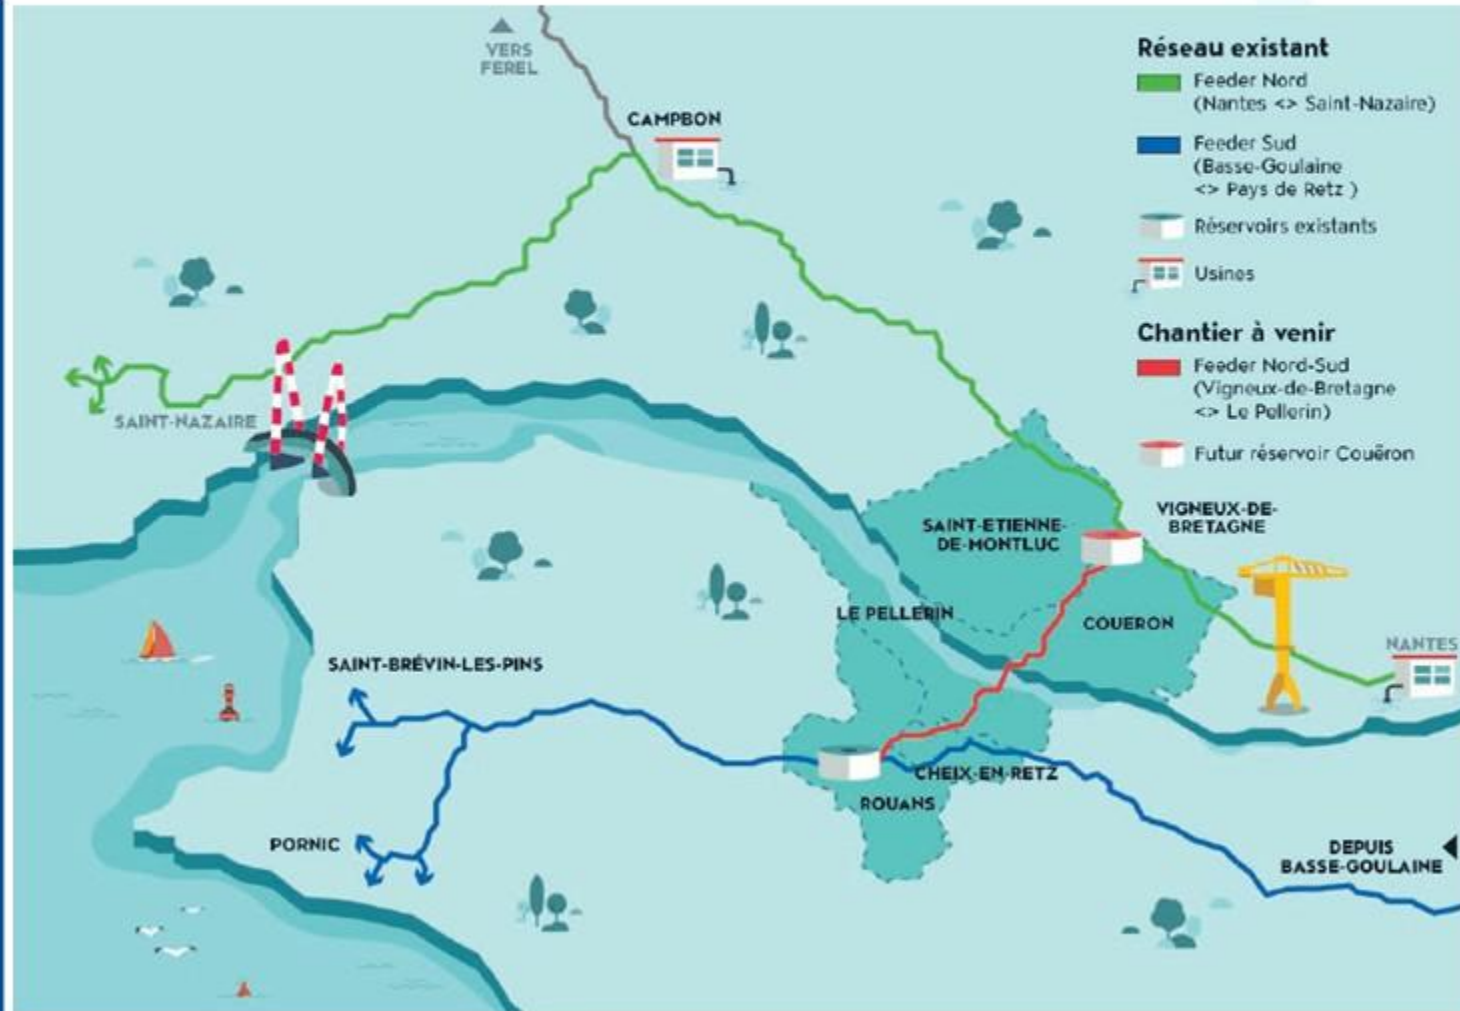 VERS
FEREL
CAMPBON
SAINT-NAZAIRE
SAINT-ETIENNE-
DE-MONTLUC
VIGNEUX-DE-
BRETAGNE
LE PELLERIN
COUERON
NANTES
SAINT-BRÉVIN-LES-PINS
CHEIX-EN-RETZ
ROUANS
PORNIC
DEPUIS
BASSE-GOULAINE
Réseau existant
Feeder Nord
(Nantes <> Saint-Nazaire)
Feeder Sud
(Basse-Goulaine
<> Pays de Retz )
Réservoirs existants
Usines
Chantier à venir
Feeder Nord-Sud
(Vigneux-de-Bretagne
<> Le Pellerin)
Futur réservoir Couëron